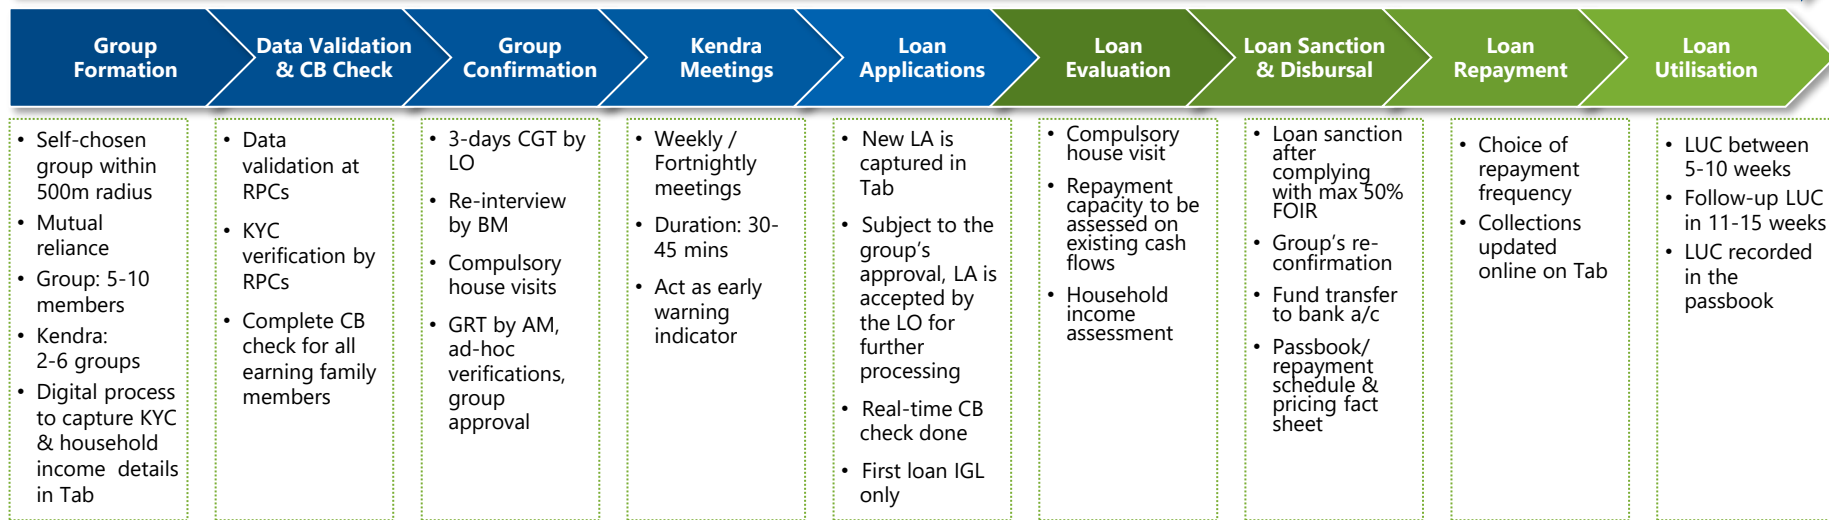 Group
Formation
Data Validation
& CB Check
Group
Confirmation
Kendra
Meetings
Loan
Applications
Loan
Evaluation
Loan Sanction
& Disbursal
Loan
Repayment
Loan
Utilisation
• Self-chosen
group within
500m radius
• Mutual
reliance
• Group: 5-10
members
• Kendra:
2-6 groups
• Digital process
to capture KYC
& household
income details
in Tab
• Data
validation at
RPCs
• KYC
verification by
RPCs
• Complete CB
check for all
earning family
members
• 3-days CGT by
LO
• Re-interview
by BM
• Compulsory
house visits
• GRT by AM,
ad-hoc
verifications,
group
approval
• Weekly /
Fortnightly
meetings
• Duration: 30-
45 mins
• Act as early
warning
indicator
• New LA is
captured in
Tab
• Subject to the
group's
approval, LA is
accepted by
the LO for
further
processing
• Real-time CB
check done
• First loan IGL
only
• Compulsory
house visit
• Repayment
capacity to be
assessed on
existing cash
flows
• Household
income
assessment
• Loan sanction
after
complying
with max 50%
FOIR
• Group's re-
confirmation
• Fund transfer
to bank a/c
• Passbook/
repayment
schedule &
pricing fact
sheet
• Choice of
repayment
frequency
• Collections
updated
online on Tab
• LUC between
5-10 weeks
• Follow-up LUC
in 11-15 weeks
• LUC recorded
in the
passbook